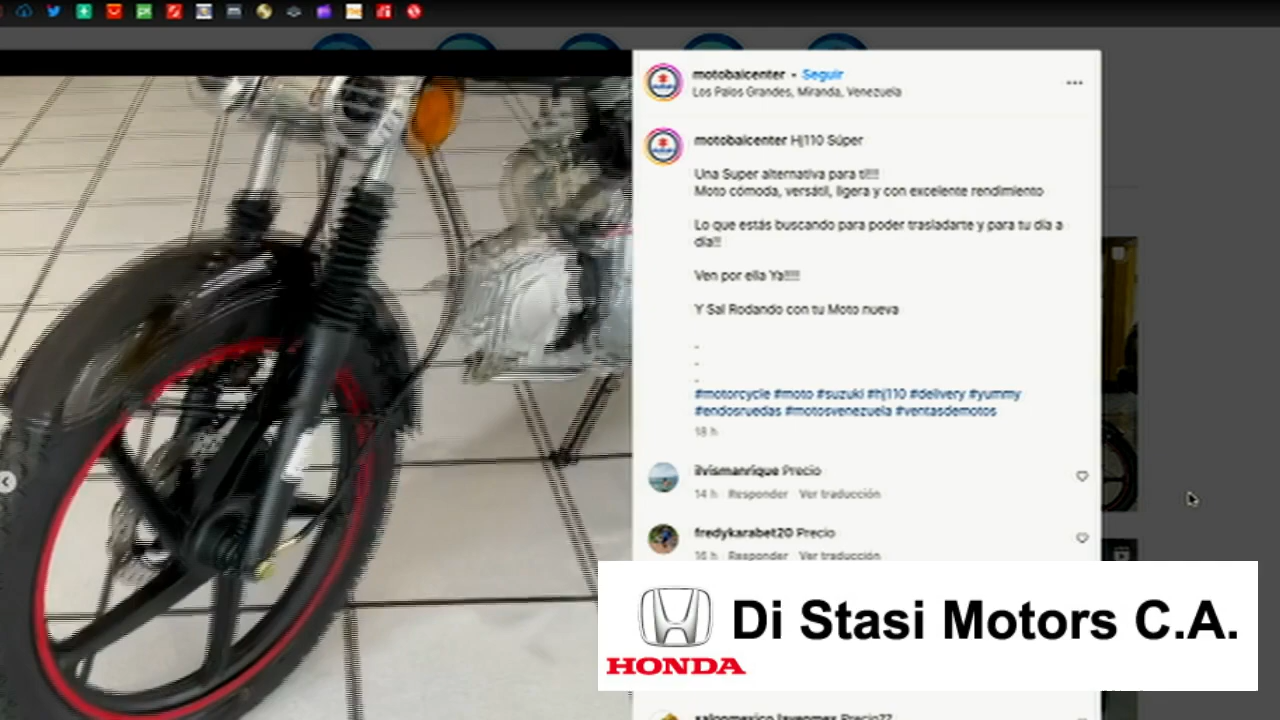 motobalcenter • Seguir
Los Palos Grandes, Miranda, Venezuela
motobalcenter Hj110 Súper
Una Super alternativa para ti!!!
Moto cómoda, versátil, ligera y con excelente rendimiento
Lo que estás buscando para poder trasladarte y para tu día a
día!!
Ven por ella Ya!!!!
Y Sal Rodando con tu Moto nueva
.
.
.
#motorcycle #moto #suzuki #hj110 #delivery #yummy
#endosruedas #motosvenezuela #ventasdemotos
18 h
ilvismanrique Precio
14 h Responder Ver traducción
fredykarabet20 Precio
16 h Responder Ver traducción
Di Stasi Motors C.A.
HONDA
Precio??